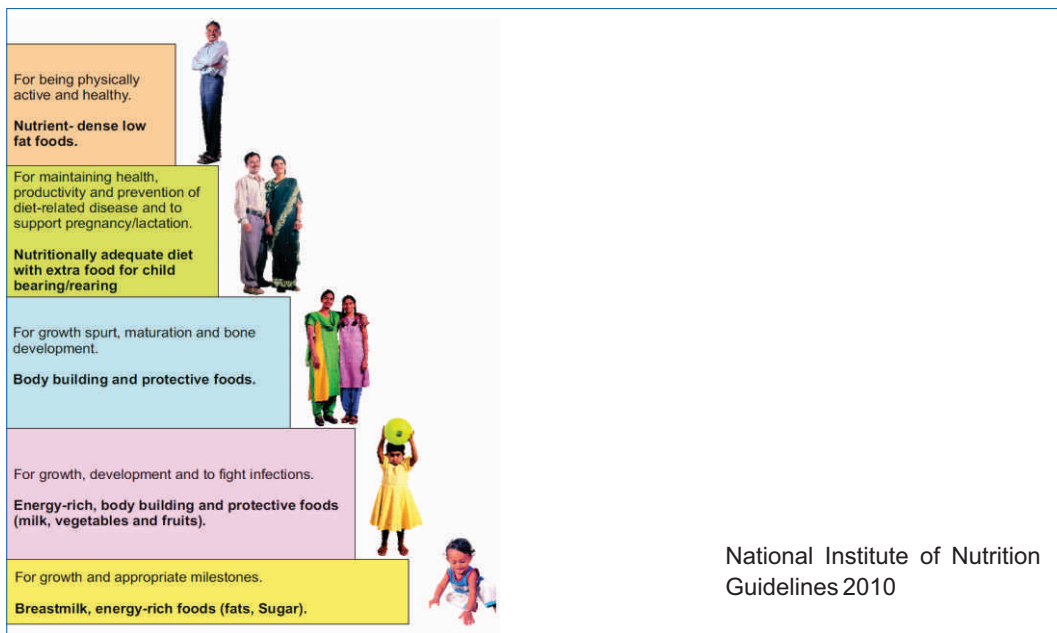 For being physically
active and healthy.
Nutrient- dense low
fat foods.
For maintaining health,
productivity and prevention of
diet-related disease and to
support pregnancy/lactation.
Nutritionally adequate diet
with extra food for child
bearing/rearing
For growth spurt, maturation and bone
development.
Body building and protective foods.
For growth, development and to fight infections.
Energy-rich, body building and protective foods
(milk, vegetables and fruits).
For growth and appropriate milestones.
Breastmilk, energy-rich foods (fats, Sugar).
National Institute of Nutrition
Guidelines 2010